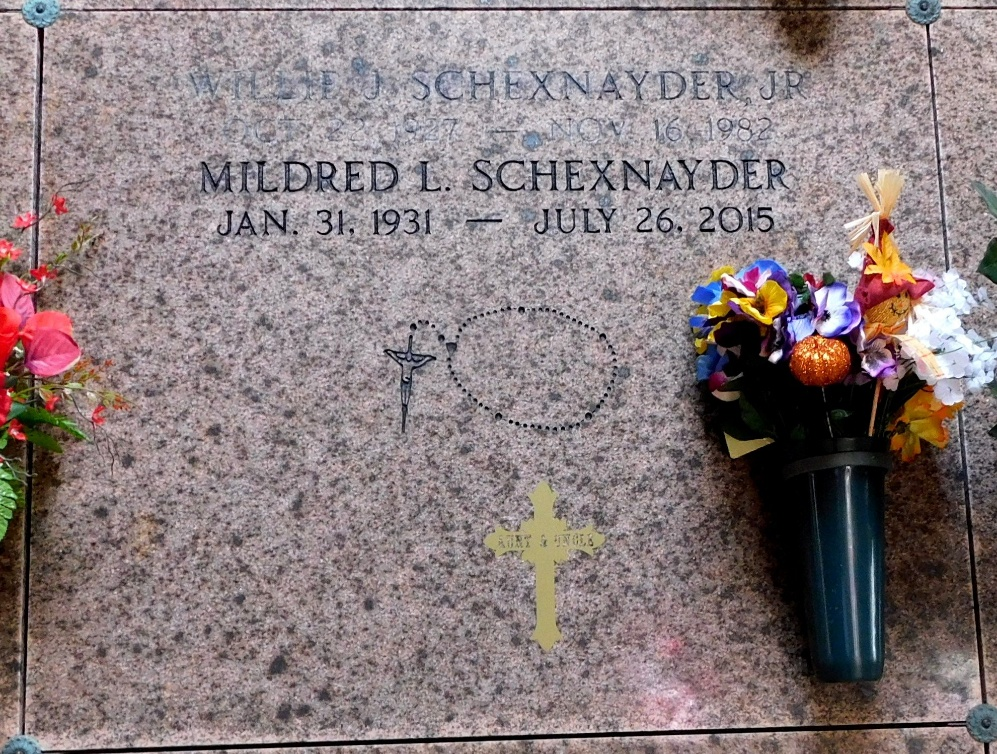 WILLIE J. SCHEXNAYDER, JR
OCT. 22, 1927 — NOV. 16, 1982
MILDRED L. SCHEXNAYDER
JAN. 31, 1931 — JULY 26, 2015
AUNT & UNCLE